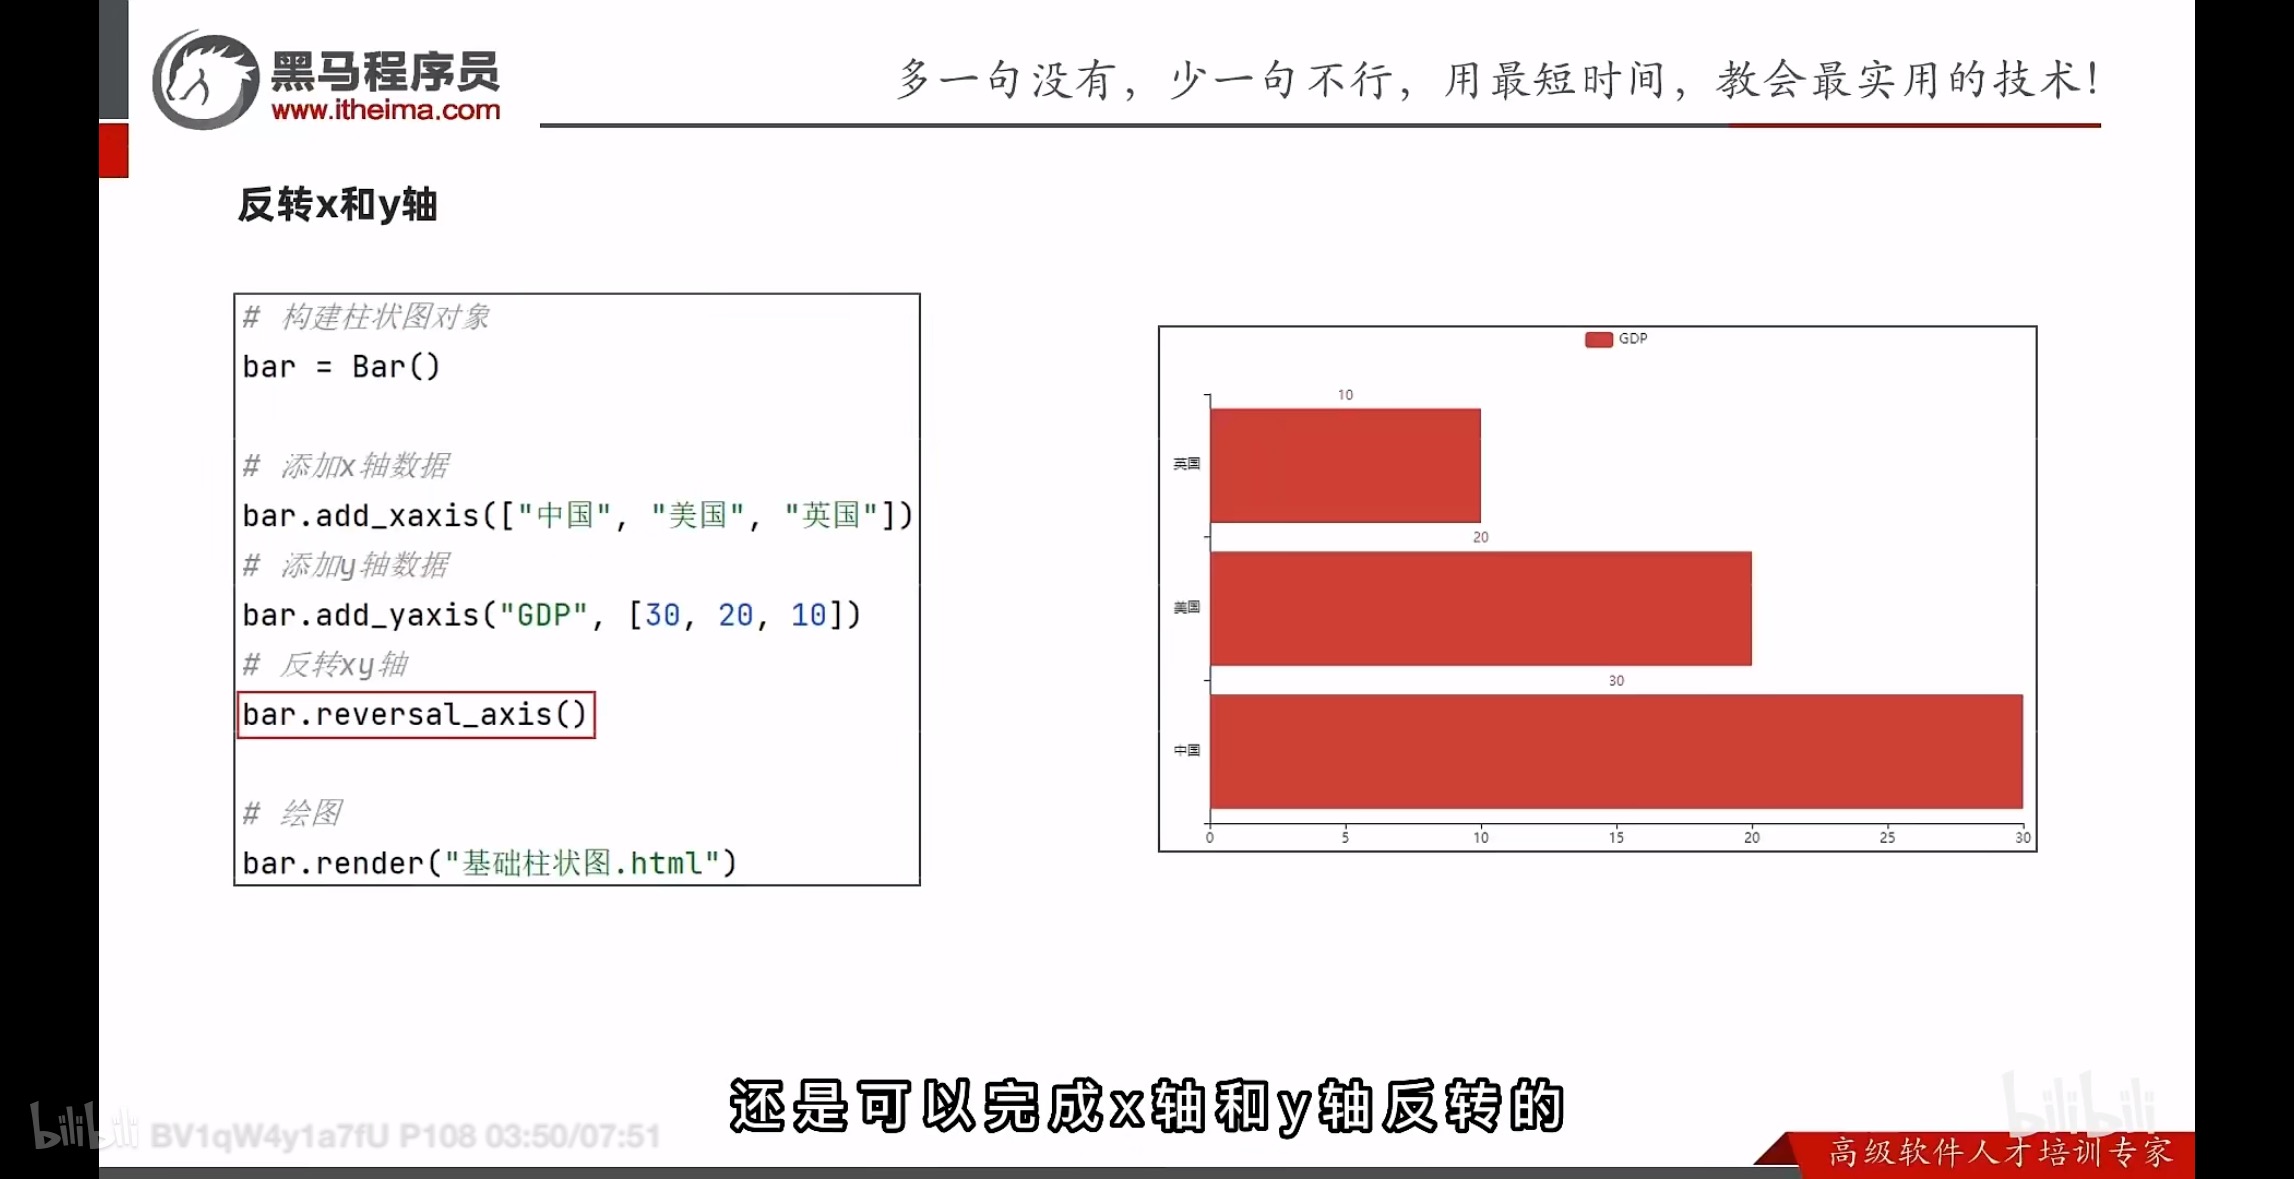 黑马程序员
www.itheima.com
多一句没有，少一句不行，用最短时间，教会最实用的技术！
反转x和y轴
# 构建柱状图对象
bar = Bar()
# 添加x轴数据
bar.add_xaxis(["中国", "美国", "英国"])
# 添加y轴数据
bar.add_yaxis("GDP", [30, 20, 10])
# 反转xy轴
bar.reversal_axis()
# 绘图
bar.render("基础柱状图.html")
GDP
10
英国
20
美国
30
中国
0 5 10 15 20 25 30
还是可以完成x轴和y轴反转的
bilibili BV1qW4y1a7fU P108 03:50/07:51
bilibili
高级软件人才培训专家